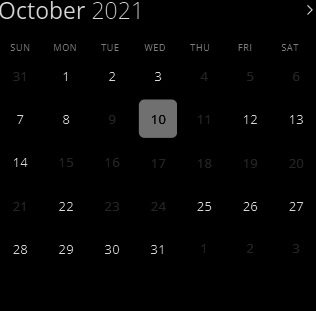 October 2021
SUN MON TUE WED THU FRI SAT
31 1 2 3 4 5 6
7 8 9 10 11 12 13
14 15 16 17 18 19 20
21 22 23 24 25 26 27
28 29 30 31 1 2 3